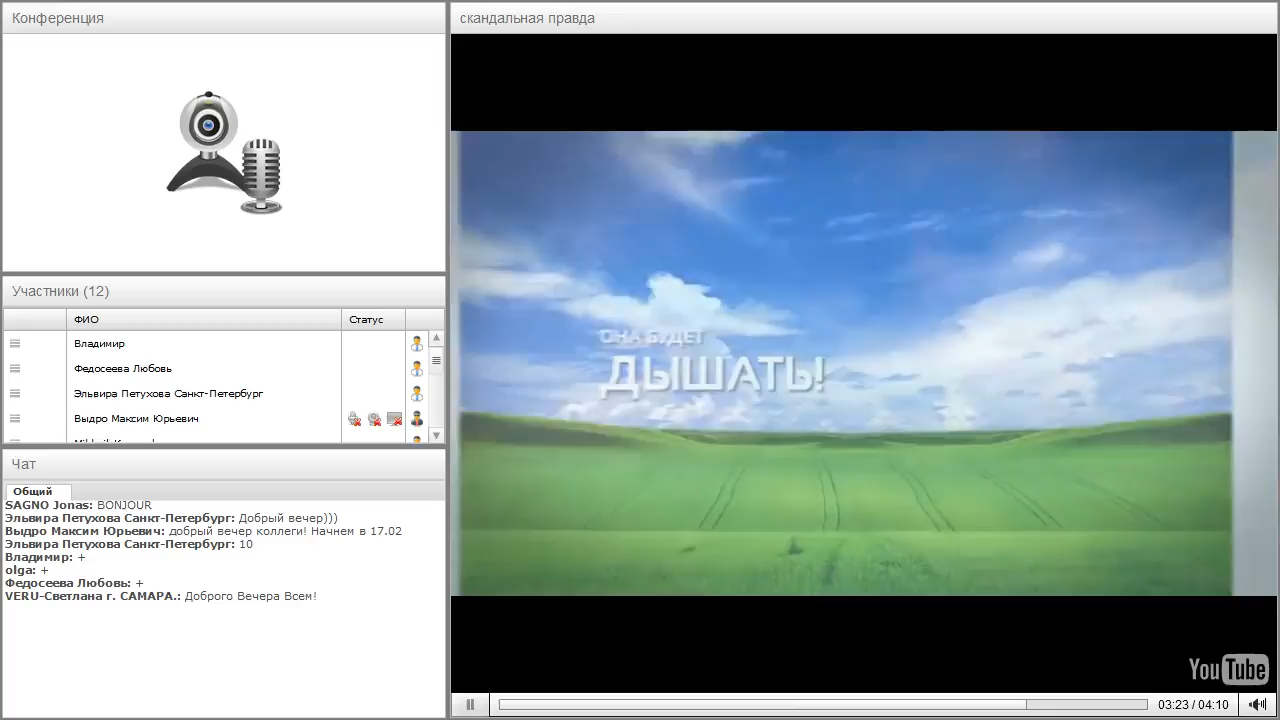 Конференция
скандальная правда
ОНА БУДЕТ
ДЫШАТЬ!
Участники (12)
ФИО
Статус
Владимир
Федосеева Любовь
Эльвира Петухова Санкт-Петербург
Выдро Максим Юрьевич
Чат
Общий
SAGNO Jonas: BONJOUR
Эльвира Петухова Санкт-Петербург: Добрый вечер)))
Выдро Максим Юрьевич: добрый вечер коллеги! Начнем в 17.02
Эльвира Петухова Санкт-Петербург: 10
Владимир: +
olga: +
Федосеева Любовь: +
VERU-Светлана г. САМАРА.: Доброго Вечера Всем!
YouTube
03:23 / 04:10